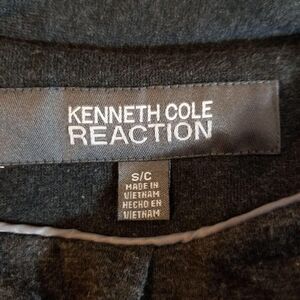 KENNETH COLE
REACTION
S/C
MADE IN
VIETNAM
HECHO EN
VIETNAM